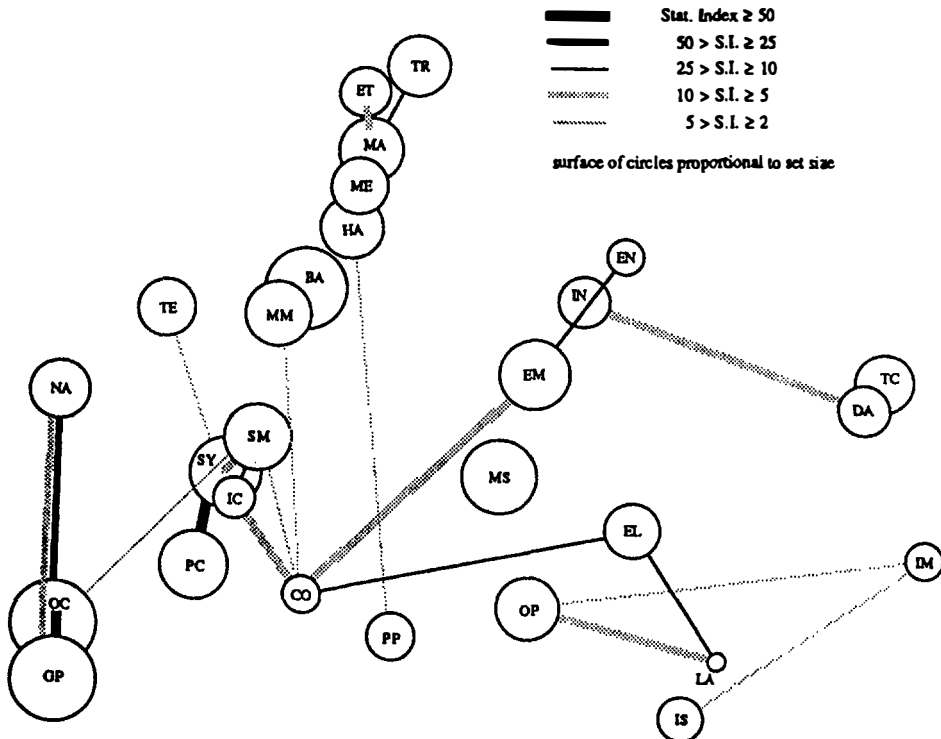 Stat. Index ≥ 50
50 > S.I. ≥ 25
25 > S.I. ≥ 10
10 > S.I. ≥ 5
5 > S.I. ≥ 2
surface of circles proportional to set size
TR
ET
MA
ME
HA
EN
BA
IN
TE
MM
EM
TC
NA
DA
SM
SY
MS
IC
EL
PC
IM
CO
OC
OP
PP
GP
LA
IS